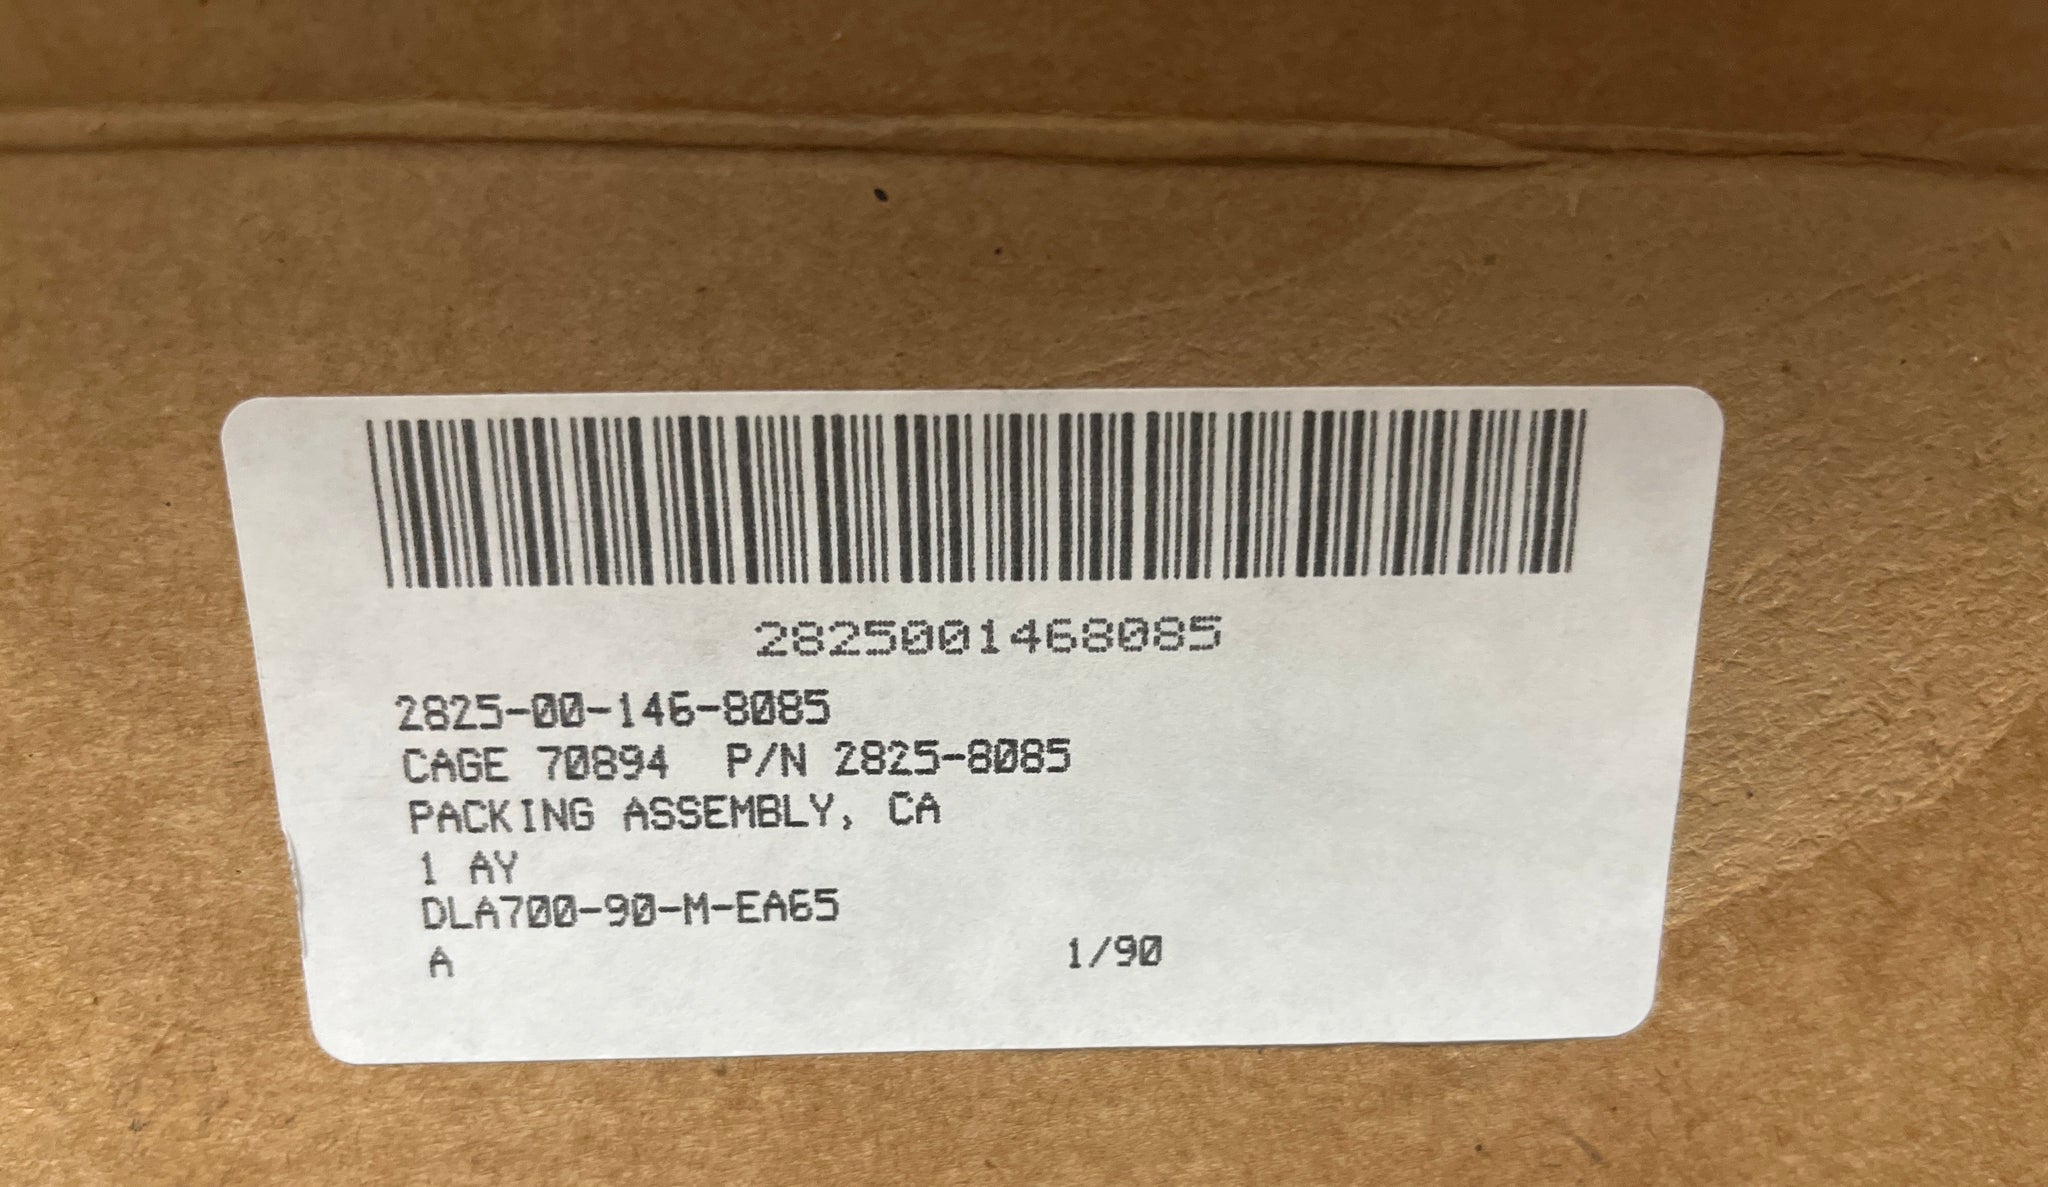 2825001468085
2825-00-146-8085
CAGE 70894 P/N 2825-8085
PACKING ASSEMBLY, CA
1 AY
DLA700-90-M-EA65
A 1/90